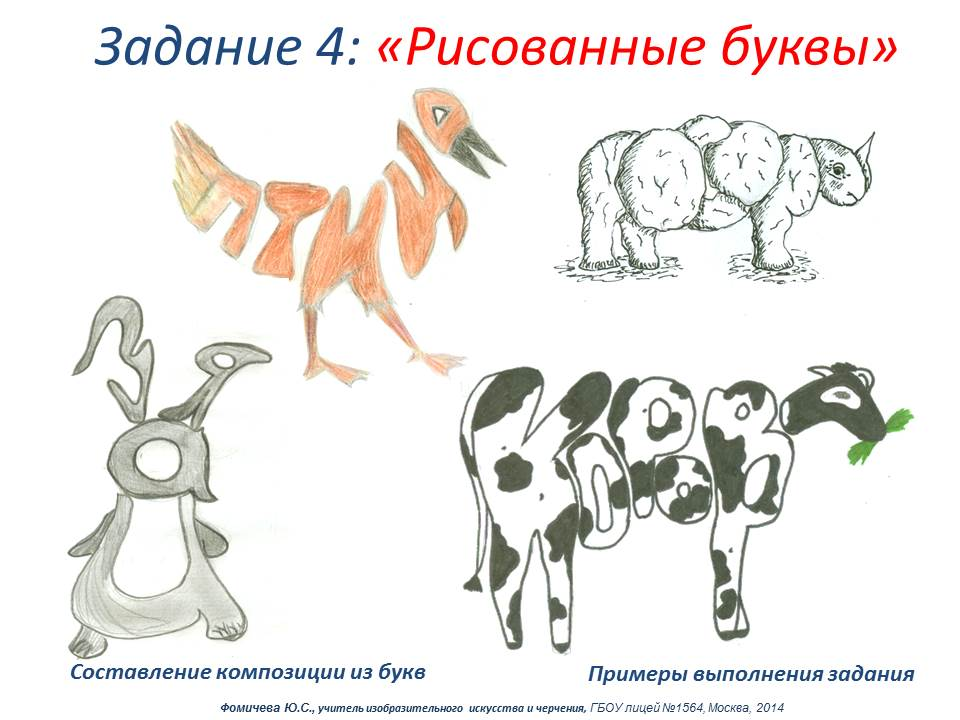 Задание 4: «Рисованные буквы»
ПТИЦА
КОРОВА
Составление композиции из букв
Примеры выполнения задания
Фомичева Ю.С., учитель изобразительного искусства и черчения, ГБОУ лицей №1564, Москва, 2014